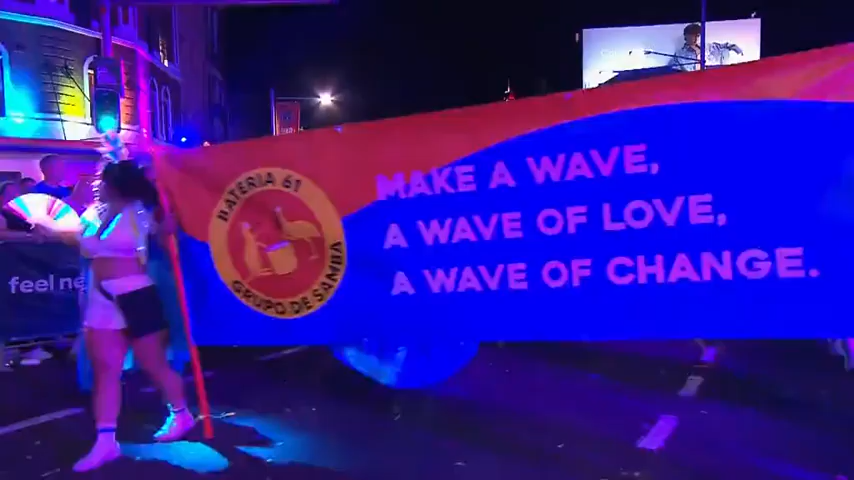 BATERIA 61
GRUPO DE SAMBA
MAKE A WAVE,
A WAVE OF LOVE,
A WAVE OF CHANGE.
feel ne